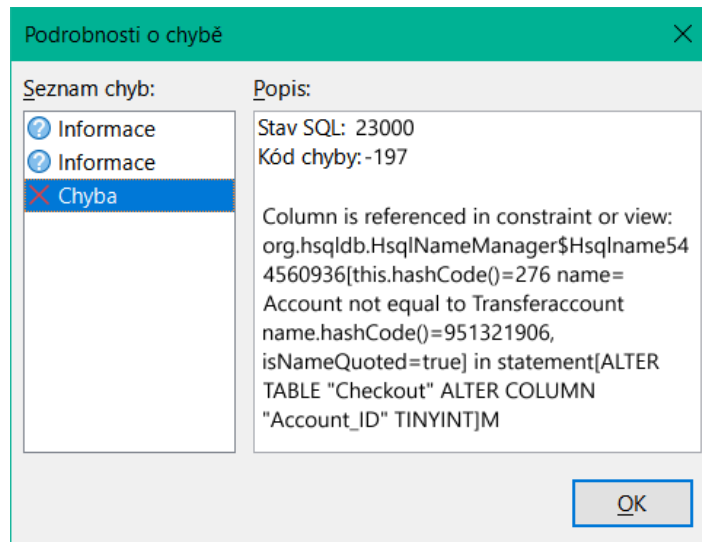 Podrobnosti o chybě
Seznam chyb:
Popis:
Informace
Informace
Chyba
Stav SQL: 23000
Kód chyby:-197
Column is referenced in constraint or view:
org.hsqldb.HsqlNameManager$Hsqlname54
4560936[this.hashCode()=276 name=
Account not equal to Transferaccount
name.hashCode()=951321906,
isNameQuoted=true] in statement[ALTER
TABLE "Checkout" ALTER COLUMN
"Account_ID" TINYINT]M
OK